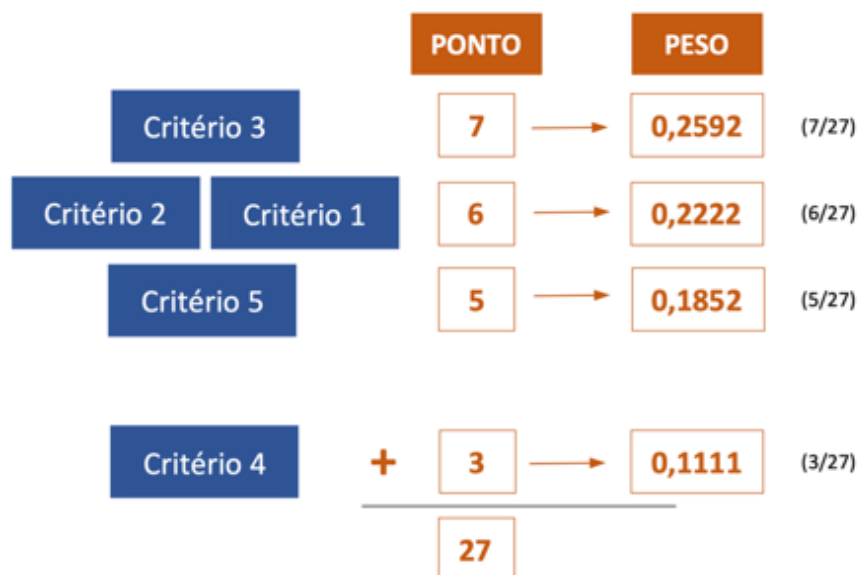 PONTO PESO
Critério 3 7 0,2592 (7/27)
Critério 2 Critério 1 6 0,2222 (6/27)
Critério 5 5 0,1852 (5/27)
Critério 4 + 3 0,1111 (3/27)
27